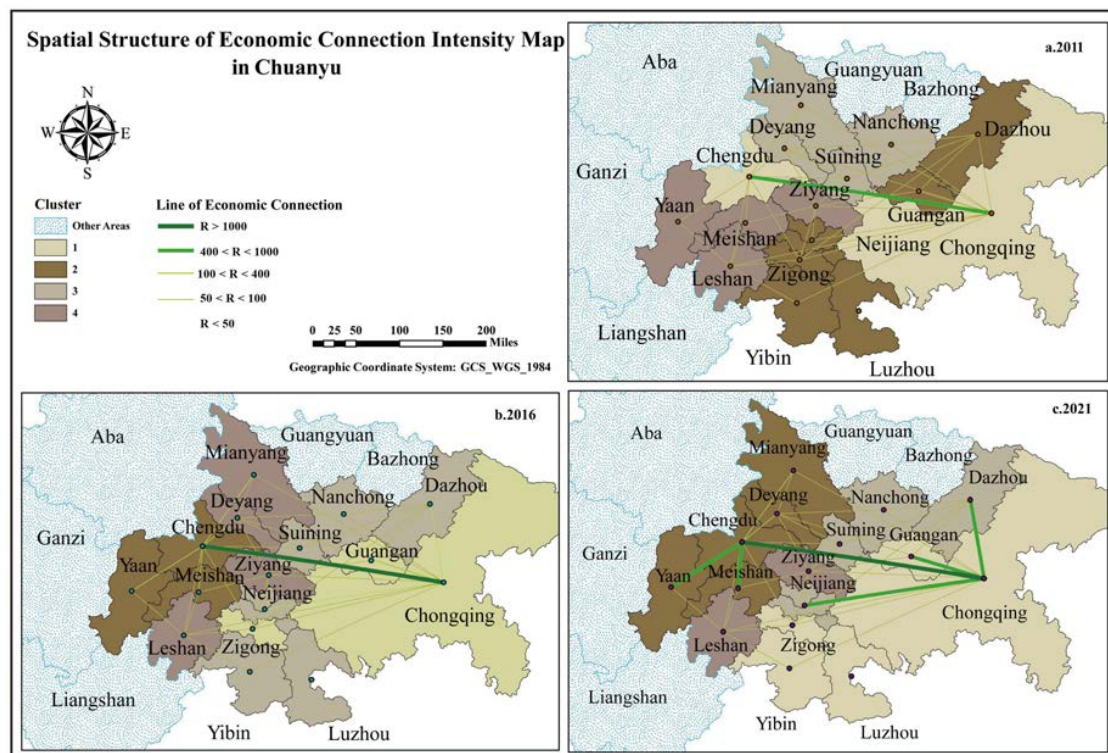 Spatial Structure of Economic Connection Intensity Map
in Chuanyu
N
W E
S
Cluster
Other Areas
1
2
3
4
Line of Economic Connection
R > 1000
400 < R < 1000
100 < R < 400
50 < R < 100
R < 50
0 25 50 100 150 200
Miles
Geographic Coordinate System: GCS_WGS_1984
a.2011
Aba
Guangyuan
Mianyang
Bazhong
Deyang
Nanchong
Dazhou
Chengdu
Suining
Ganzi
Ziyang
Yaan
Guangan
Meishan
Neijiang
Chongqing
Leshan
Zigong
Liangshan
Yibin
Luzhou
b.2016
Aba
Guangyuan
Mianyang
Bazhong
Deyang
Nanchong
Dazhou
Chengdu
Suining
Guangan
Ganzi
Yaan
Ziyang
Meishan
Neijiang
Chongqing
Leshan
Zigong
Liangshan
Yibin
Luzhou
c.2021
Aba
Guangyuan
Mianyang
Bazhong
Dazhou
Deyang
Nanchong
Chengdu
Suming
Guangan
Ganzi
Ziyang
Yaan
Meishan
Neijiang
Chongqing
Leshan
Zigong
Liangshan
Yibin
Luzhou